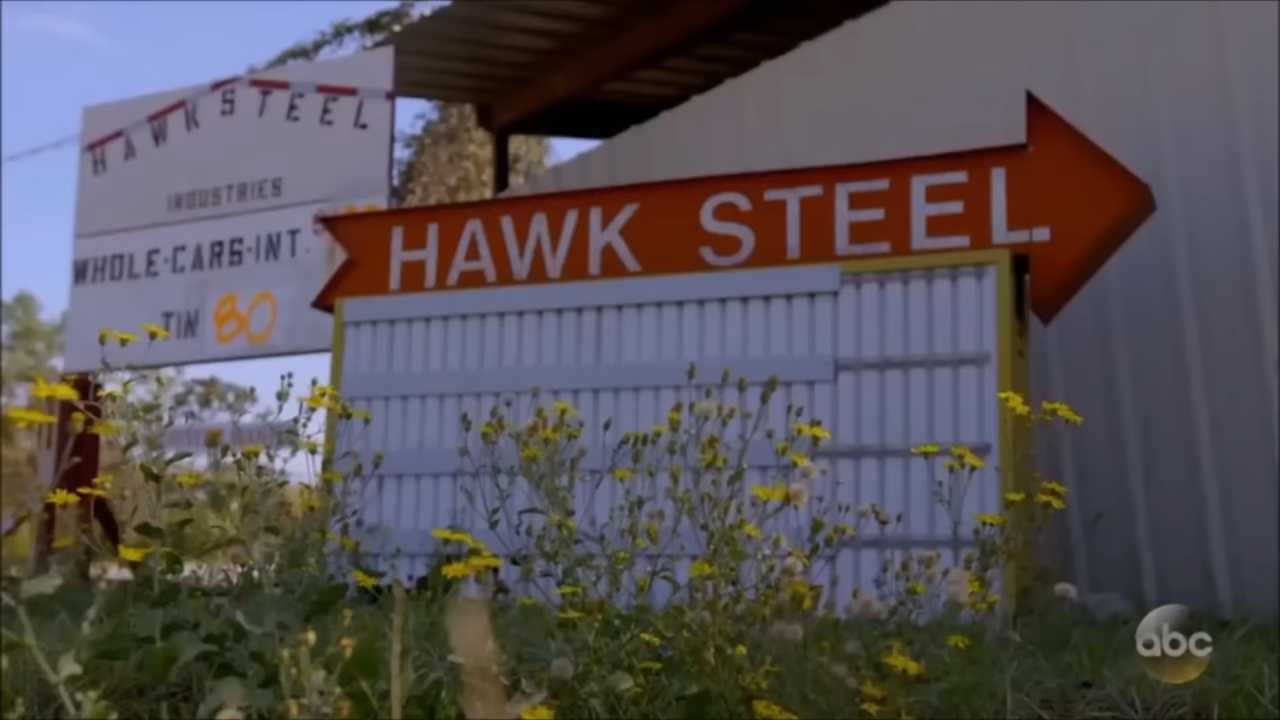 HAWK STEEL
INDUSTRIES
WHOLE-CARS-INT.
TIN 80
HAWK STEEL
abc